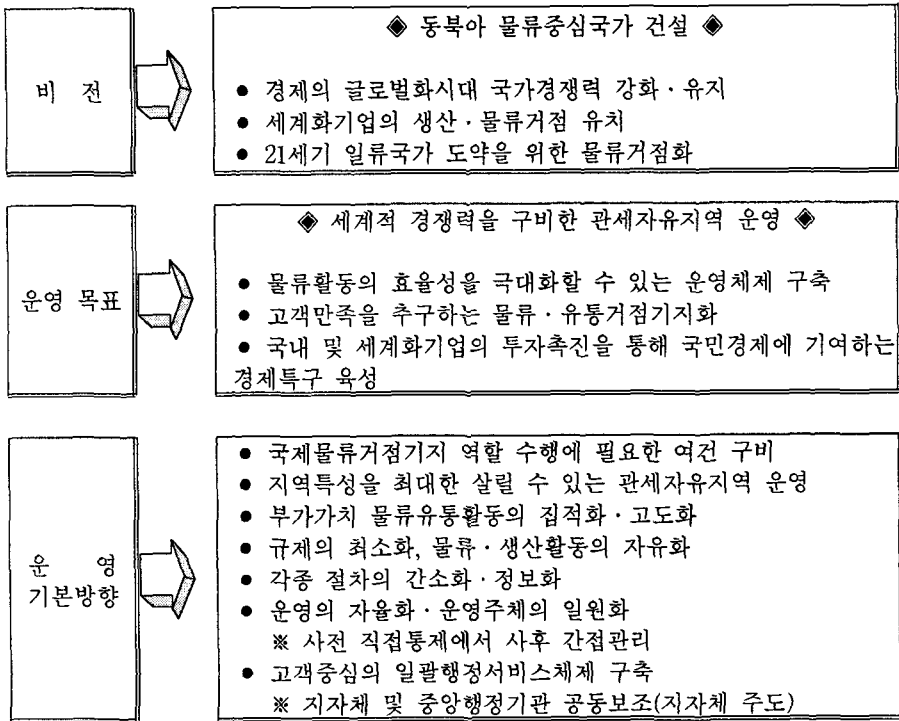 비 전
◈ 동북아 물류중심국가 건설 ◈
● 경제의 글로벌화시대 국가경쟁력 강화·유지
● 세계화기업의 생산·물류거점 유치
● 21세기 일류국가 도약을 위한 물류거점화
운영 목표
◈ 세계적 경쟁력을 구비한 관세자유지역 운영 ◈
● 물류활동의 효율성을 극대화할 수 있는 운영체제 구축
● 고객만족을 추구하는 물류·유통거점기지화
● 국내 및 세계화기업의 투자촉진을 통해 국민경제에 기여하는
경제특구 육성
운 영
기본방향
● 국제물류거점기지 역할 수행에 필요한 여건 구비
● 지역특성을 최대한 살릴 수 있는 관세자유지역 운영
● 부가가치 물류유통활동의 집적화·고도화
● 규제의 최소화, 물류·생산활동의 자유화
● 각종 절차의 간소화·정보화
● 운영의 자율화·운영주체의 일원화
※ 사전 직접통제에서 사후 간접관리
● 고객중심의 일괄행정서비스체제 구축
※ 지자체 및 중앙행정기관 공동보조(지자체 주도)